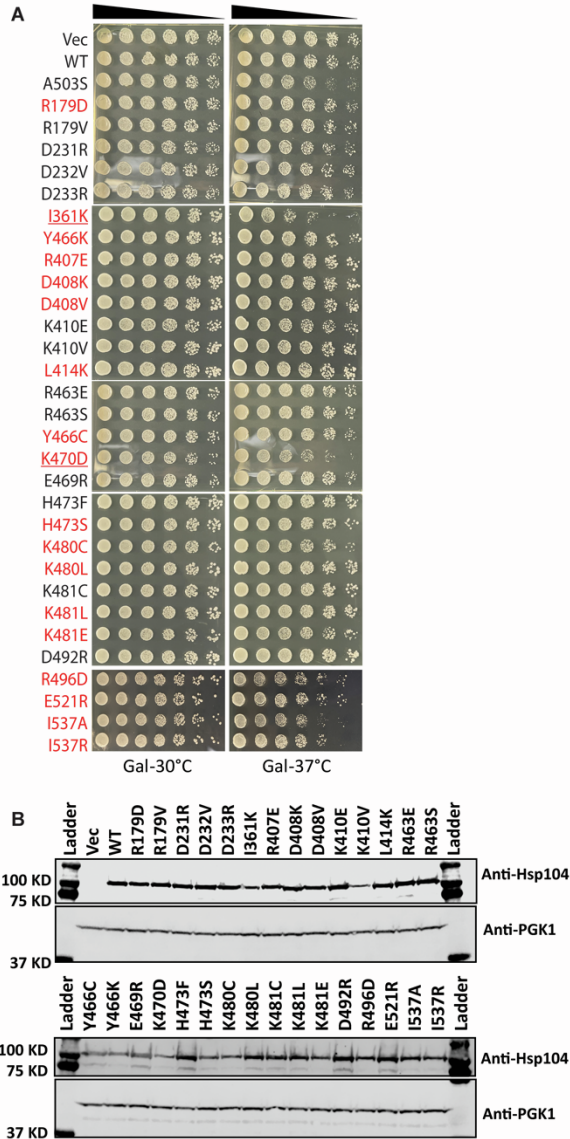 A
Vec
WT
A503S
R179D
R179V
D231R
D232V
D233R
I361K
Y466K
R407E
D408K
D408V
K410E
K410V
L414K
R463E
R463S
Y466C
K470D
E469R
H473F
H473S
K480C
K480L
K481C
K481L
K481E
D492R
R496D
E521R
I537A
I537R
Gal-30°C Gal-37°C
B
Ladder Vec WT R179D R179V D231R D232V D233R I361K R407E D408K D408V K410E K410V L414K R463E R463S Ladder
100 KD Anti-Hsp104
75 KD
Anti-PGK1
37 KD
Ladder Y466C Y466K E469R K470D H473F H473S K480C K480L K481C K481L K481E D492R R496D E521R I537A I537R Ladder
100 KD Anti-Hsp104
75 KD
Anti-PGK1
37 KD